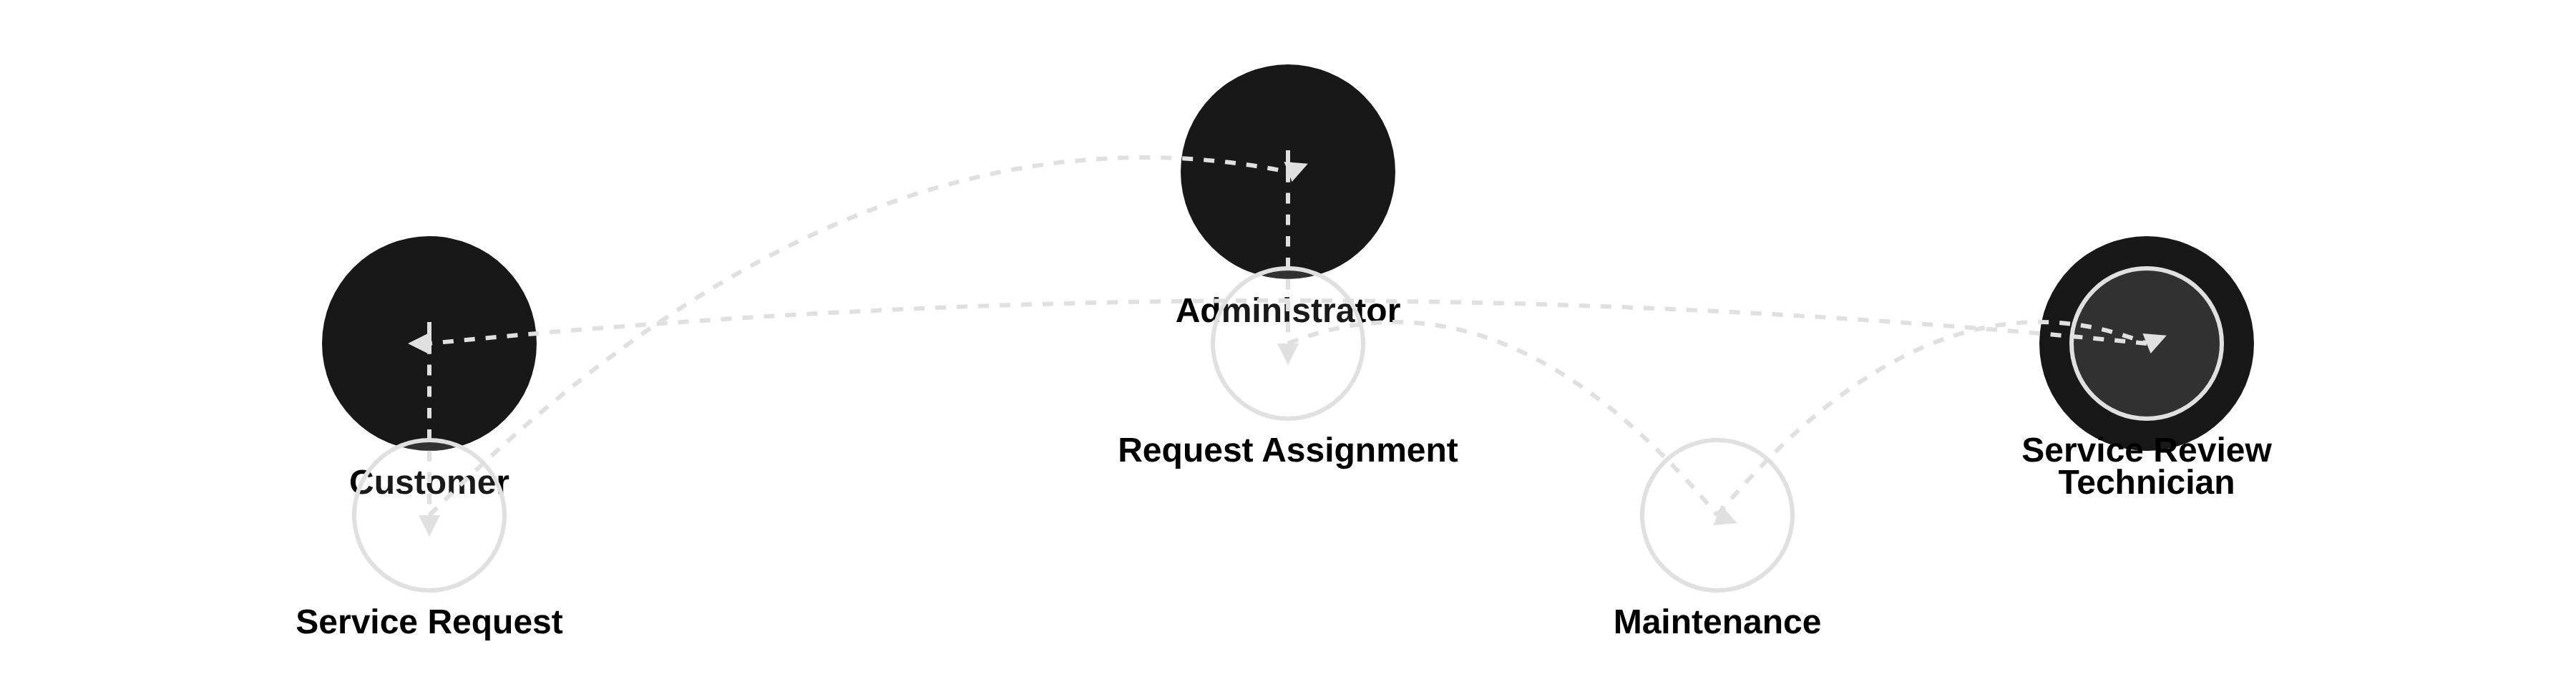 Administrator
Customer
Request Assignment
Service Review
Technician
Service Request
Maintenance